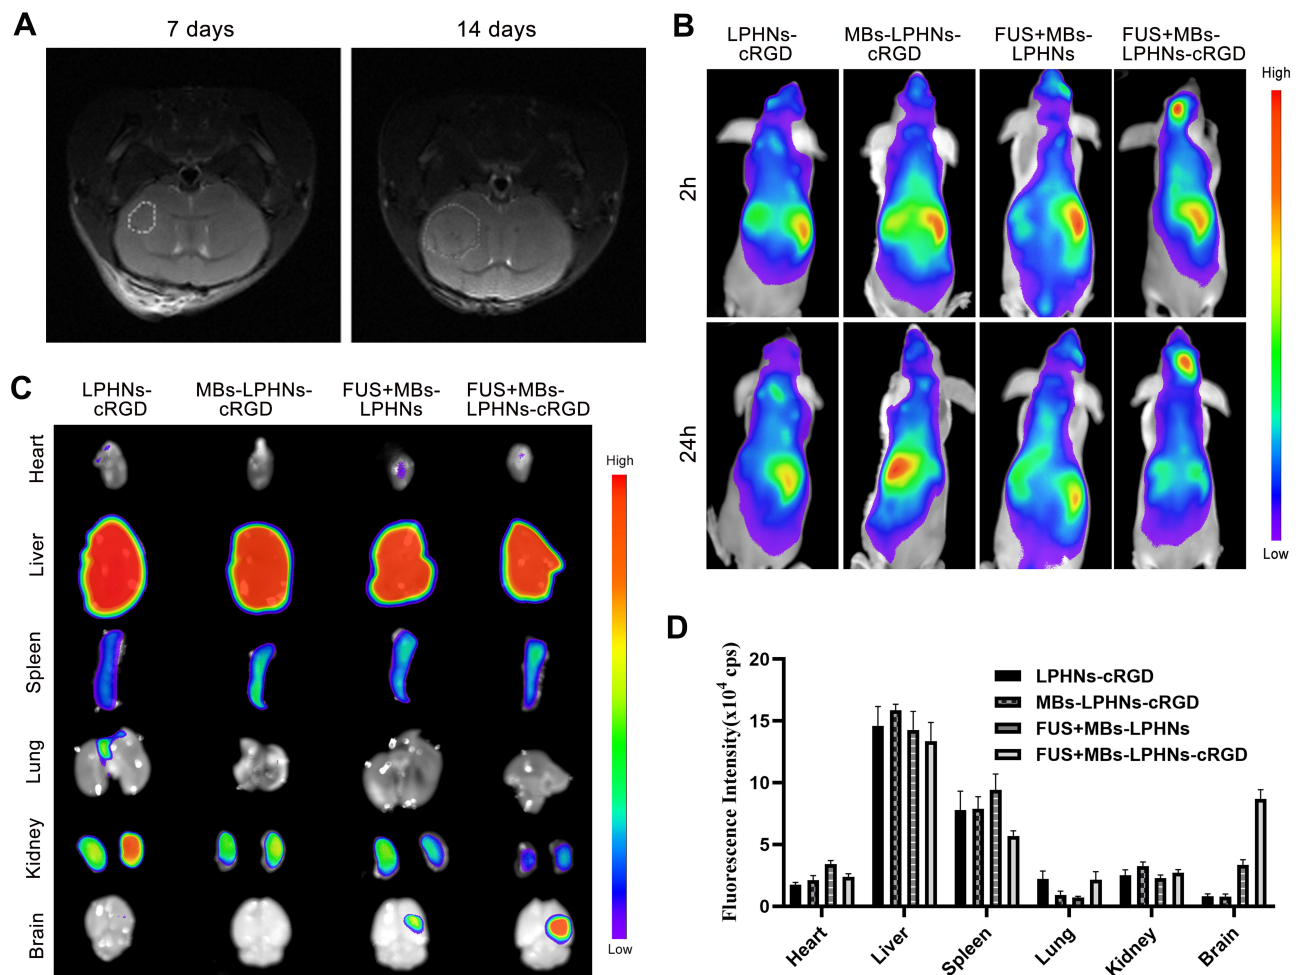 A
7 days
14 days
B
LPHNs-
cRGD
MBs-LPHNs-
cRGD
FUS+MBs-
LPHNs
FUS+MBs-
LPHNs-cRGD
2h
24h
High
Low
C
LPHNs-
cRGD
MBs-LPHNs-
cRGD
FUS+MBs-
LPHNs
FUS+MBs-
LPHNs-cRGD
Heart
Liver
Spleen
Lung
Kidney
Brain
High
Low
D
Fluorescence Intensity(x10⁴ cps)
20
15
10
5
0
LPHNs-cRGD
MBs-LPHNs-cRGD
FUS+MBs-LPHNs
FUS+MBs-LPHNs-cRGD
Heart
Liver
Spleen
Lung
Kidney
Brain